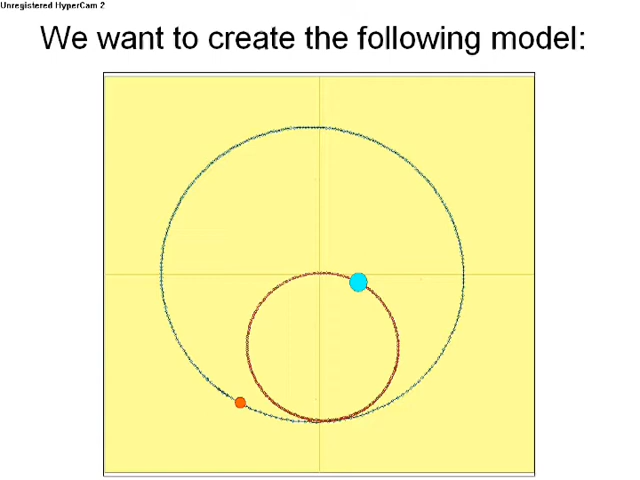 Unregistered HyperCam 2
We want to create the following model: